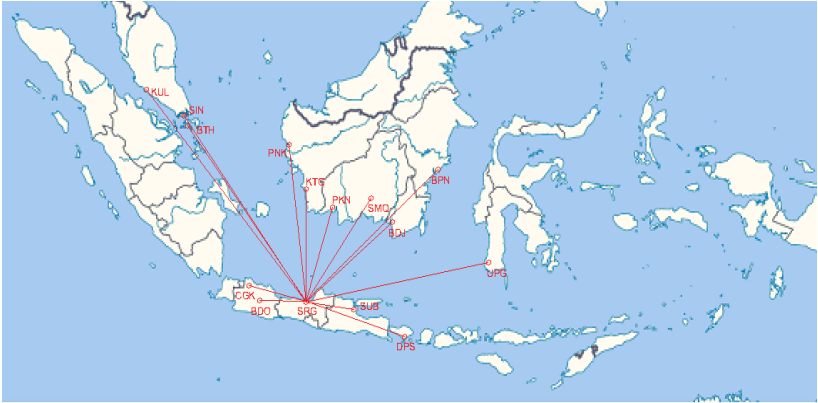 KUL
SIN
BTH
PNK
KTG
BPN
PKN
SMQ
BDJ
UPG
CGK
BDO
SRG
SUB
DPS